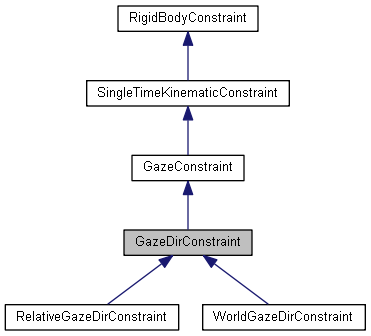 RigidBodyConstraint
SingleTimeKinematicConstraint
GazeConstraint
GazeDirConstraint
RelativeGazeDirConstraint
WorldGazeDirConstraint